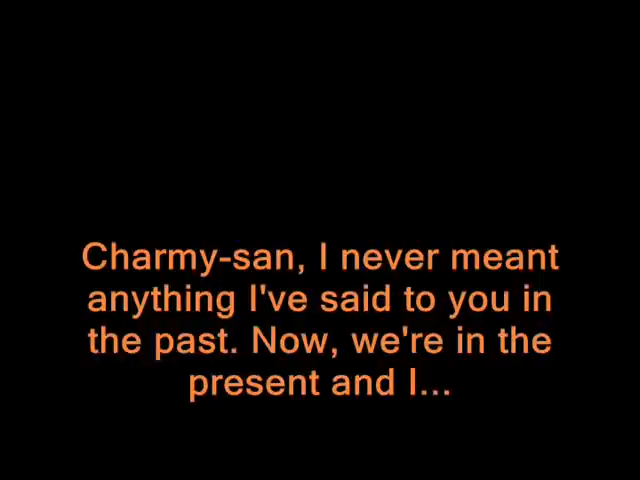 Charmy-san, I never meant
anything I've said to you in
the past. Now, we're in the
present and I...